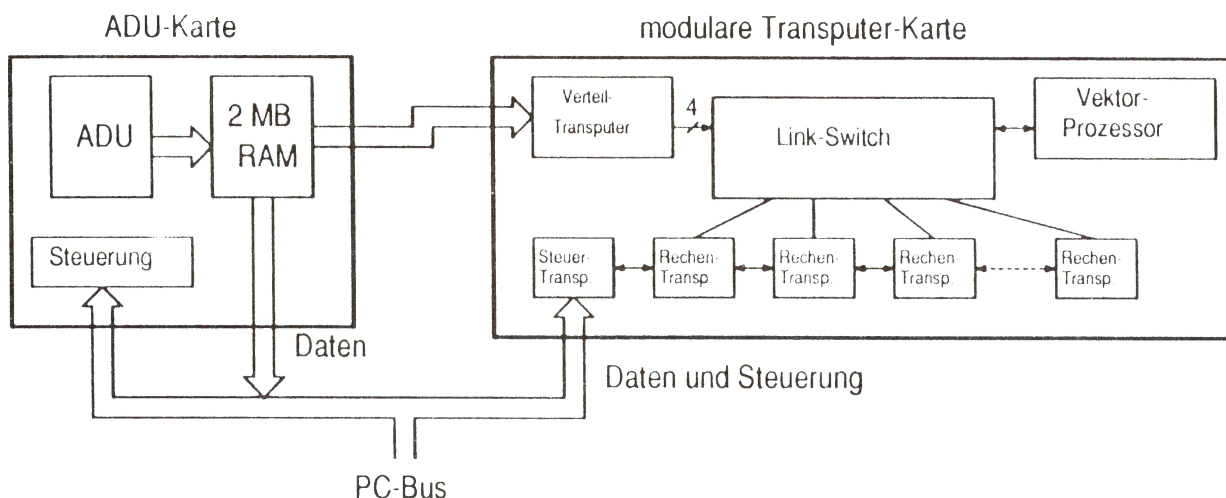 ADU-Karte
modulare Transputer-Karte
ADU
2 MB
RAM
Verteil-
Transputer
4
Link-Switch
Vektor-
Prozessor
Steuerung
Steuer-
Transp.
Rechen-
Transp.
Rechen-
Transp.
Rechen-
Transp.
Rechen-
Transp.
Daten
Daten und Steuerung
PC-Bus